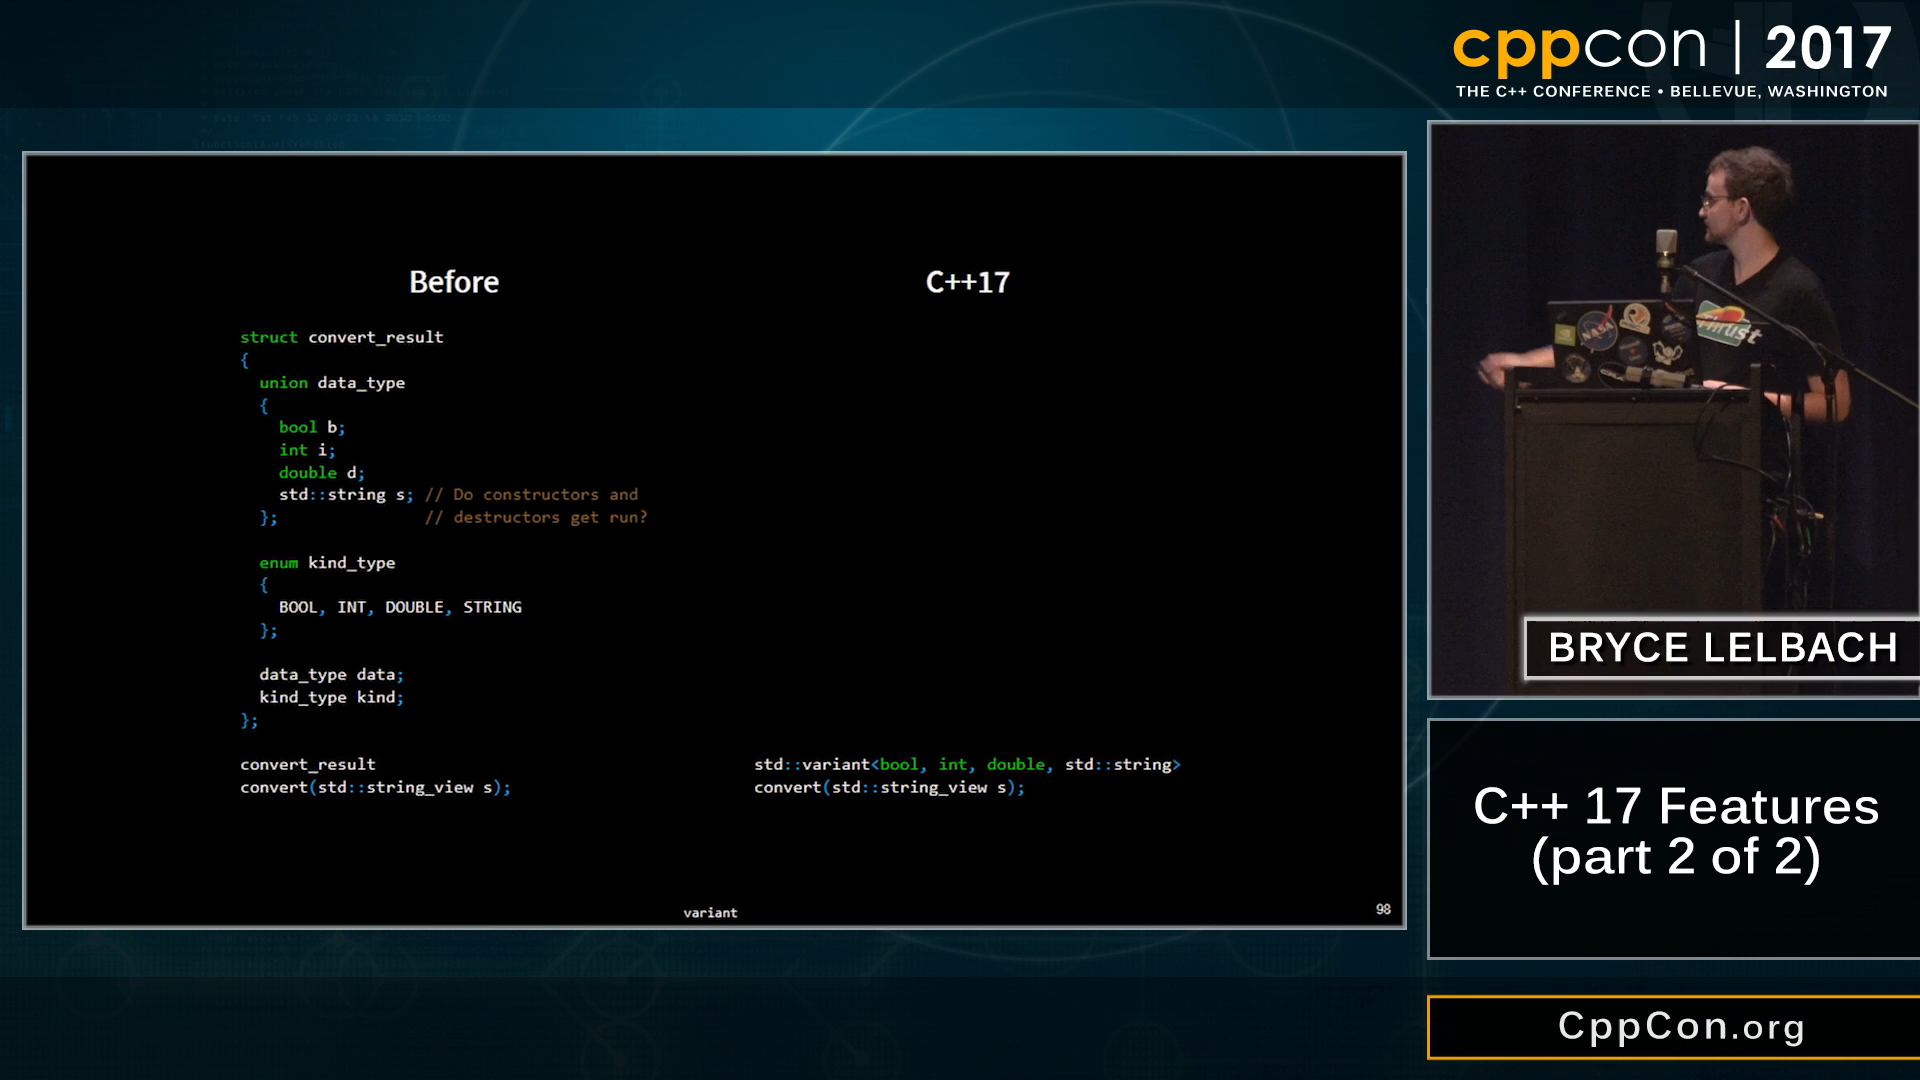 cppcon | 2017
THE C++ CONFERENCE • BELLEVUE, WASHINGTON
Before
struct convert_result
{
  union data_type
  {
    bool b;
    int i;
    double d;
    std::string s; // Do constructors and
  };               // destructors get run?
  enum kind_type
  {
    BOOL, INT, DOUBLE, STRING
  };
  data_type data;
  kind_type kind;
};
convert_result
convert(std::string_view s);
C++17
std::variant<bool, int, double, std::string>
convert(std::string_view s);
variant
98
NASA
Thrust
BRYCE LELBACH
C++ 17 Features
(part 2 of 2)
CppCon.org